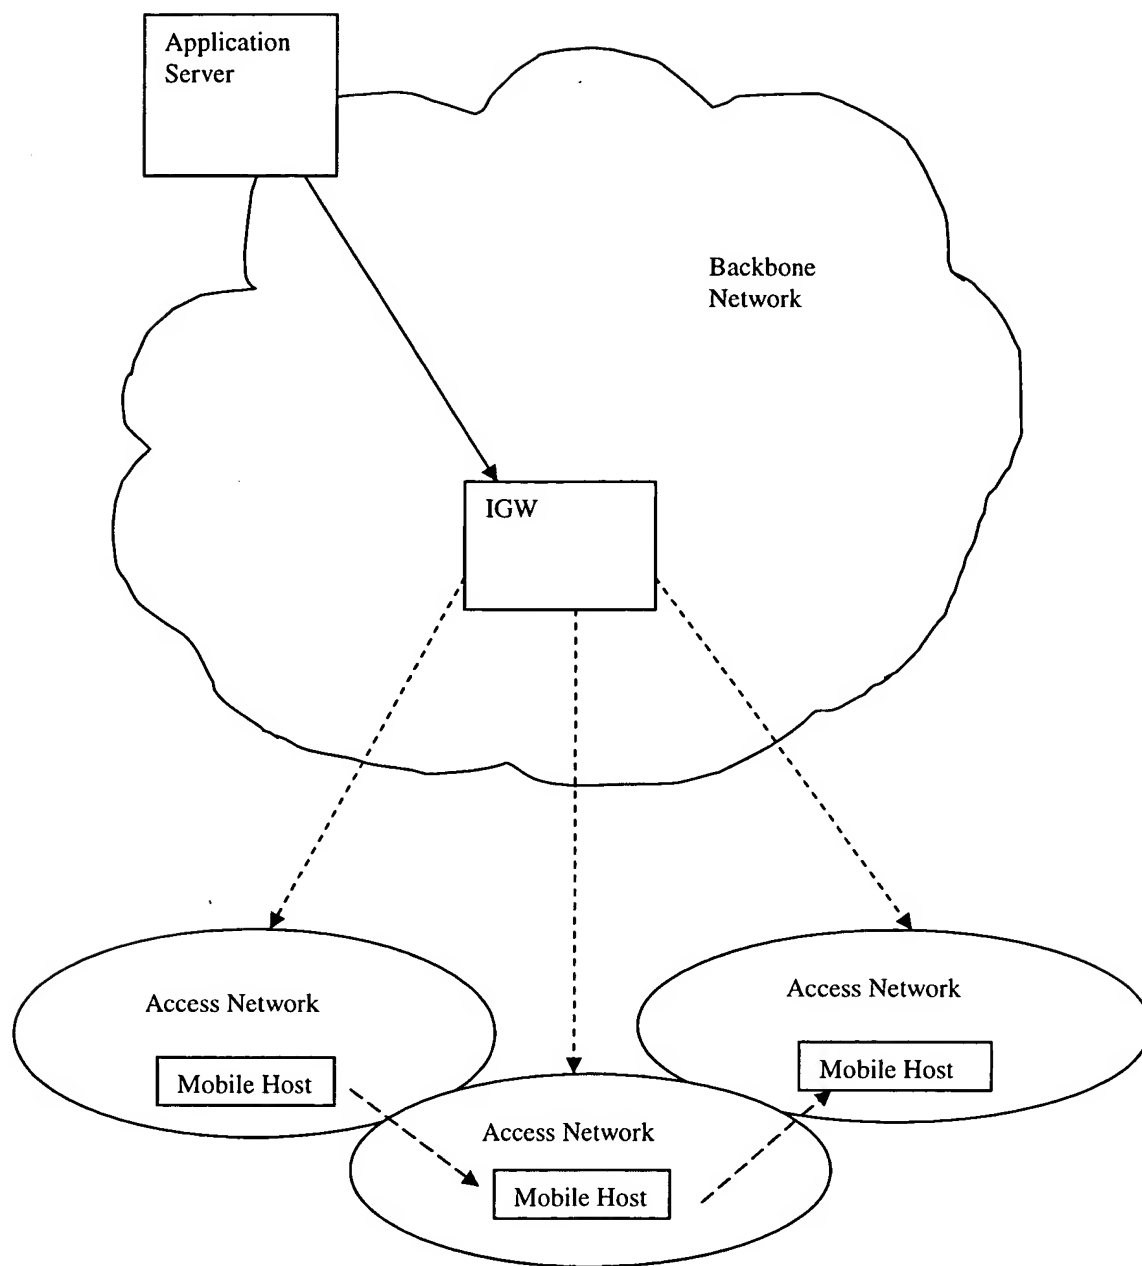 Application
Server
Backbone
Network
IGW
Access Network
Mobile Host
Access Network
Mobile Host
Access Network
Mobile Host